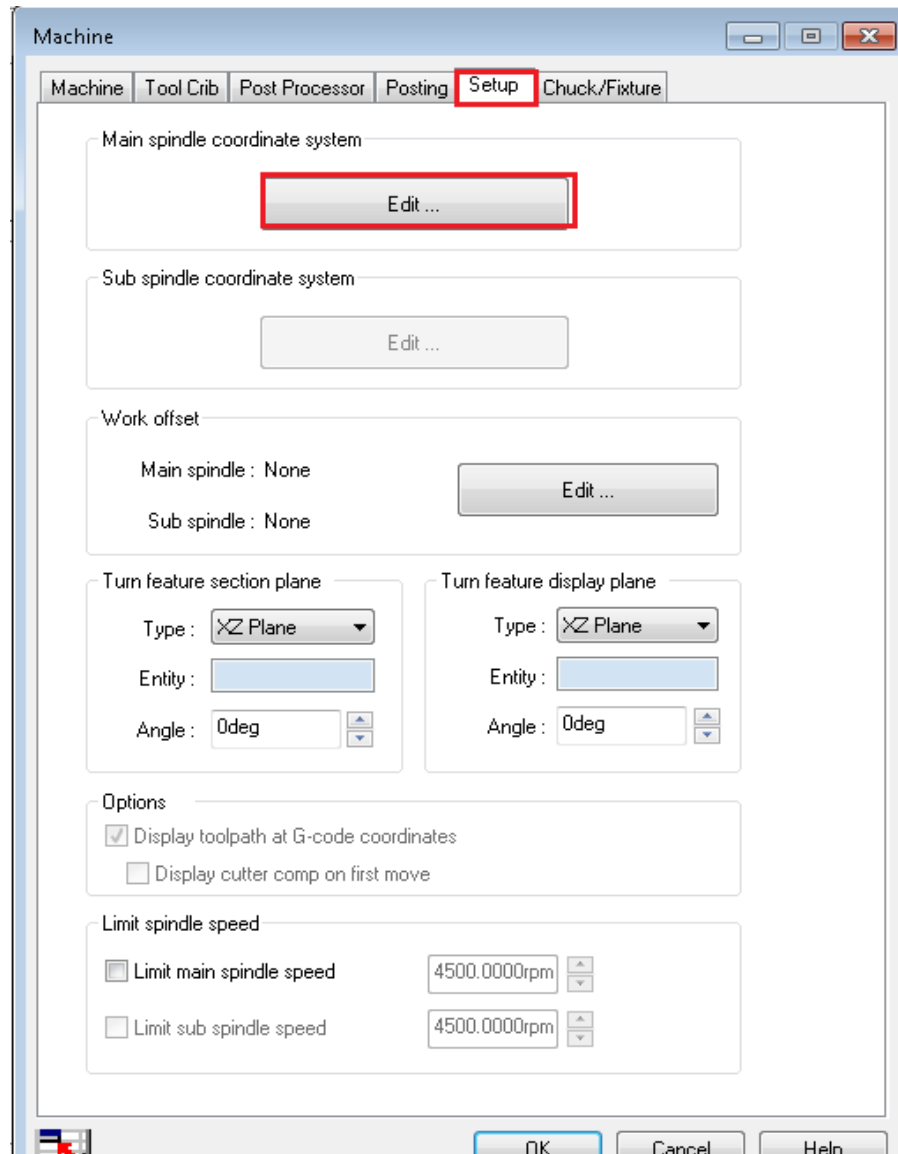 Machine
Machine Tool Crib Post Processor Posting Setup Chuck/Fixture
Main spindle coordinate system
Edit ...
Sub spindle coordinate system
Edit ...
Work offset
Main spindle : None
Edit ...
Sub spindle : None
Turn feature section plane Turn feature display plane
Type : XZ Plane Type : XZ Plane
Entity : Entity :
Angle : 0deg Angle : 0deg
Options
Display toolpath at G-code coordinates
Display cutter comp on first move
Limit spindle speed
Limit main spindle speed 4500.0000rpm
Limit sub spindle speed 4500.0000rpm
OK Cancel Help